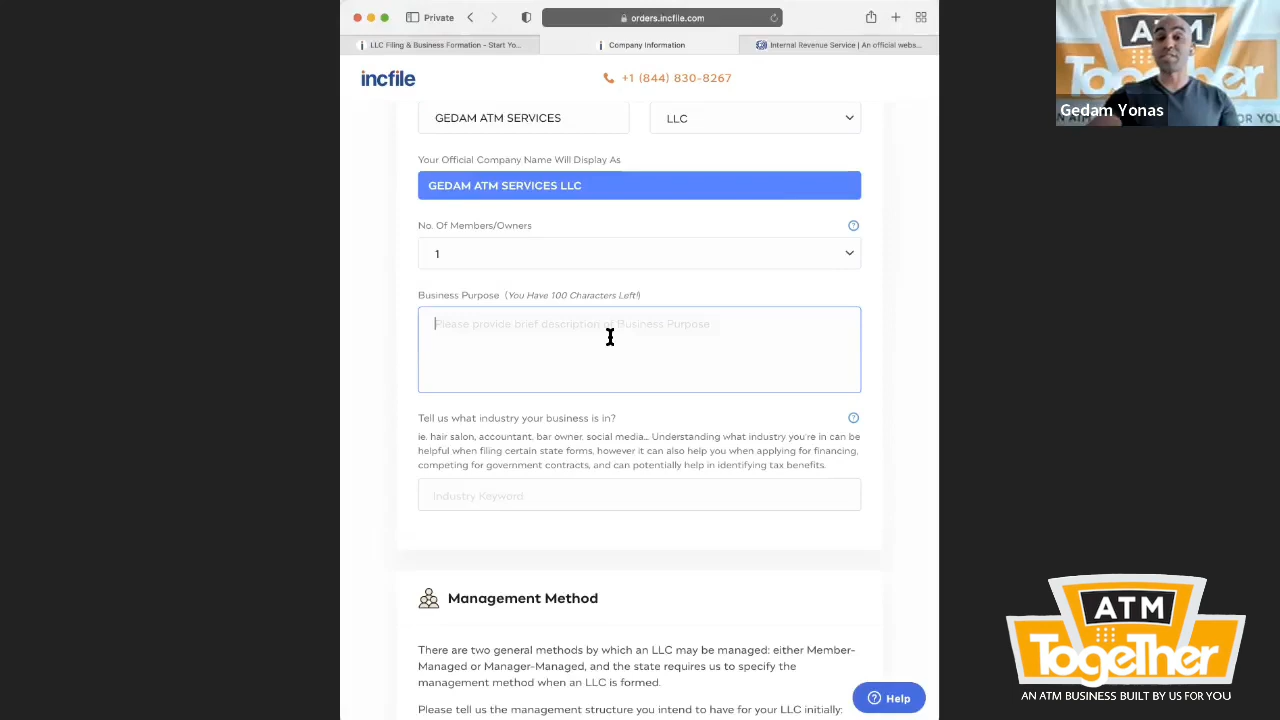 Private
orders.incfile.com
LLC Filing & Business Formation - Start Yo...
Company Information
Internal Revenue Service | An official webs...
incfile
+1 (844) 830-8267
GEDAM ATM SERVICES
LLC
Your Official Company Name Will Display As
GEDAM ATM SERVICES LLC
No. Of Members/Owners
1
Business Purpose (You Have 100 Characters Left!)
Please provide brief description of Business Purpose
Tell us what industry your business is in?
ie. hair salon, accountant, bar owner, social media... Understanding what industry you're in can be
helpful when filing certain state forms, however it can also help you when applying for financing,
competing for government contracts, and can potentially help in identifying tax benefits.
Industry Keyword
Management Method
There are two general methods by which an LLC may be managed: either Member-
Managed or Manager-Managed, and the state requires us to specify the
management method when an LLC is formed.
Please tell us the management structure you intend to have for your LLC initially:
Help
ATM
Together
Gedam Yonas
ATM
Together
AN ATM BUSINESS BUILT BY US FOR YOU